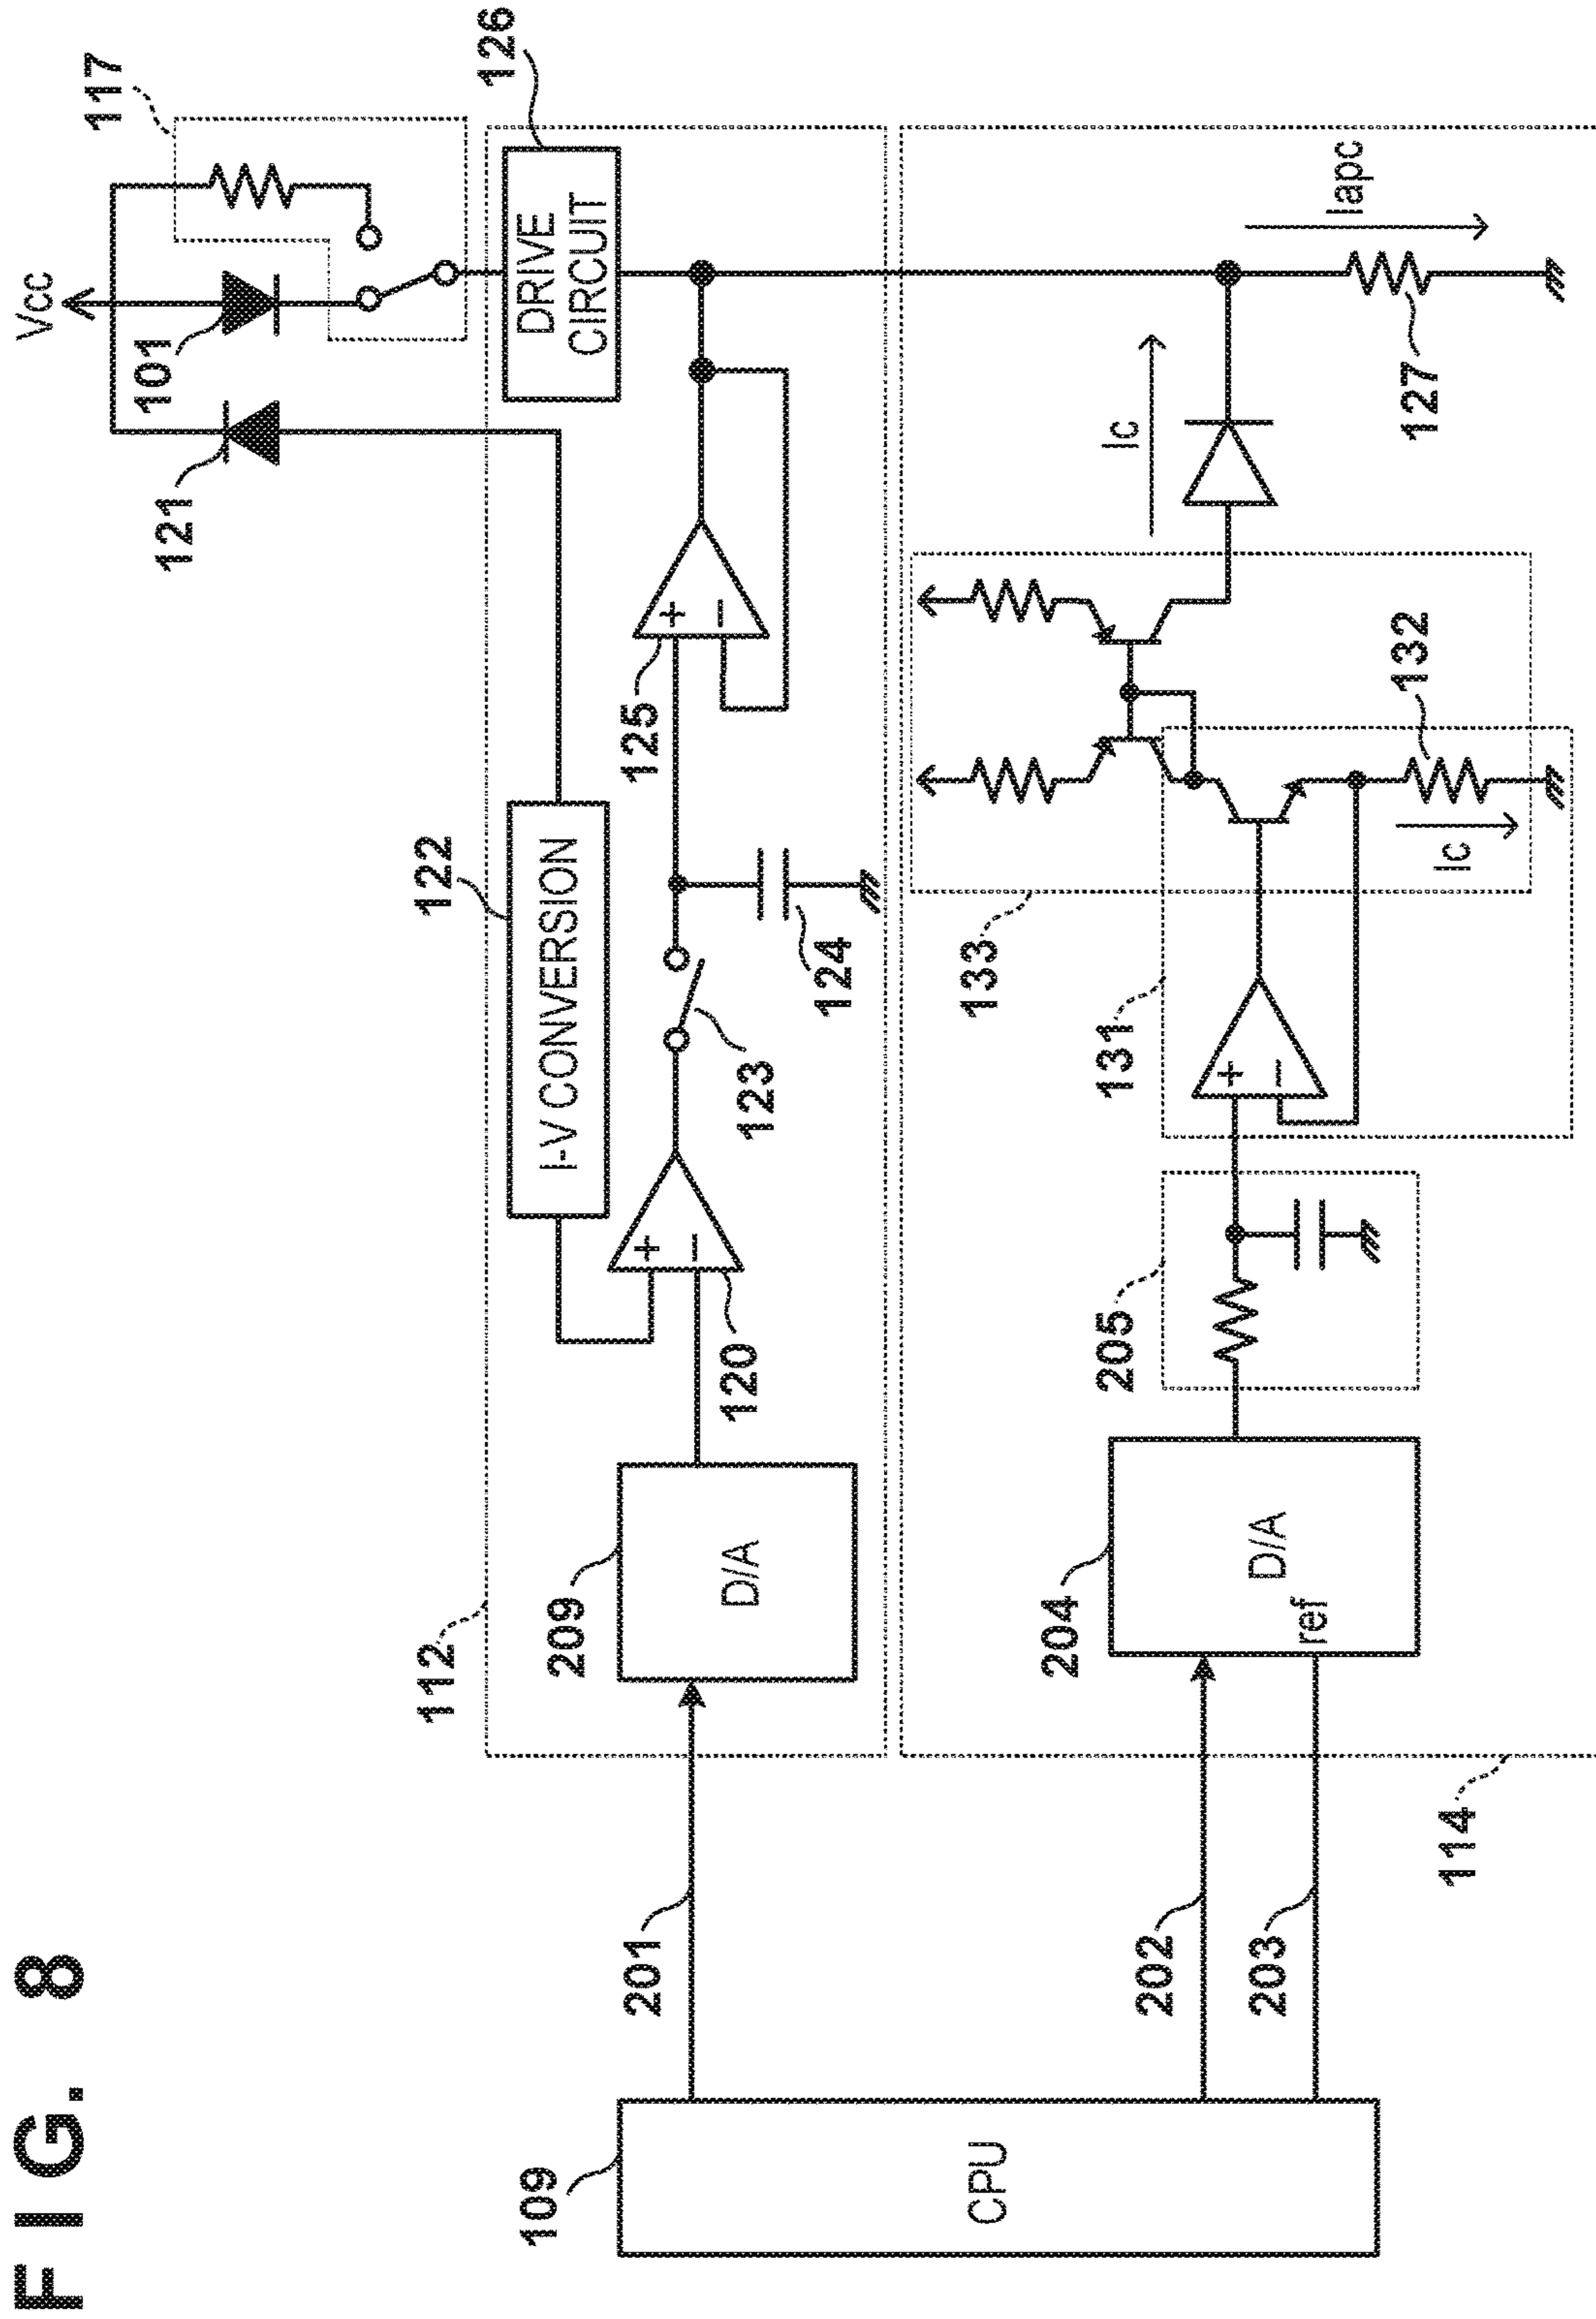 FIG. 8
Vcc
117
101
121
126
DRIVE
CIRCUIT
122
I-V CONVERSION
125
+
−
124
123
+
−
120
209
D/A
112
201
109
CPU
202
203
204
D/A
ref
205
131
+
−
133
132
Ic
Ic
Iapc
127
114